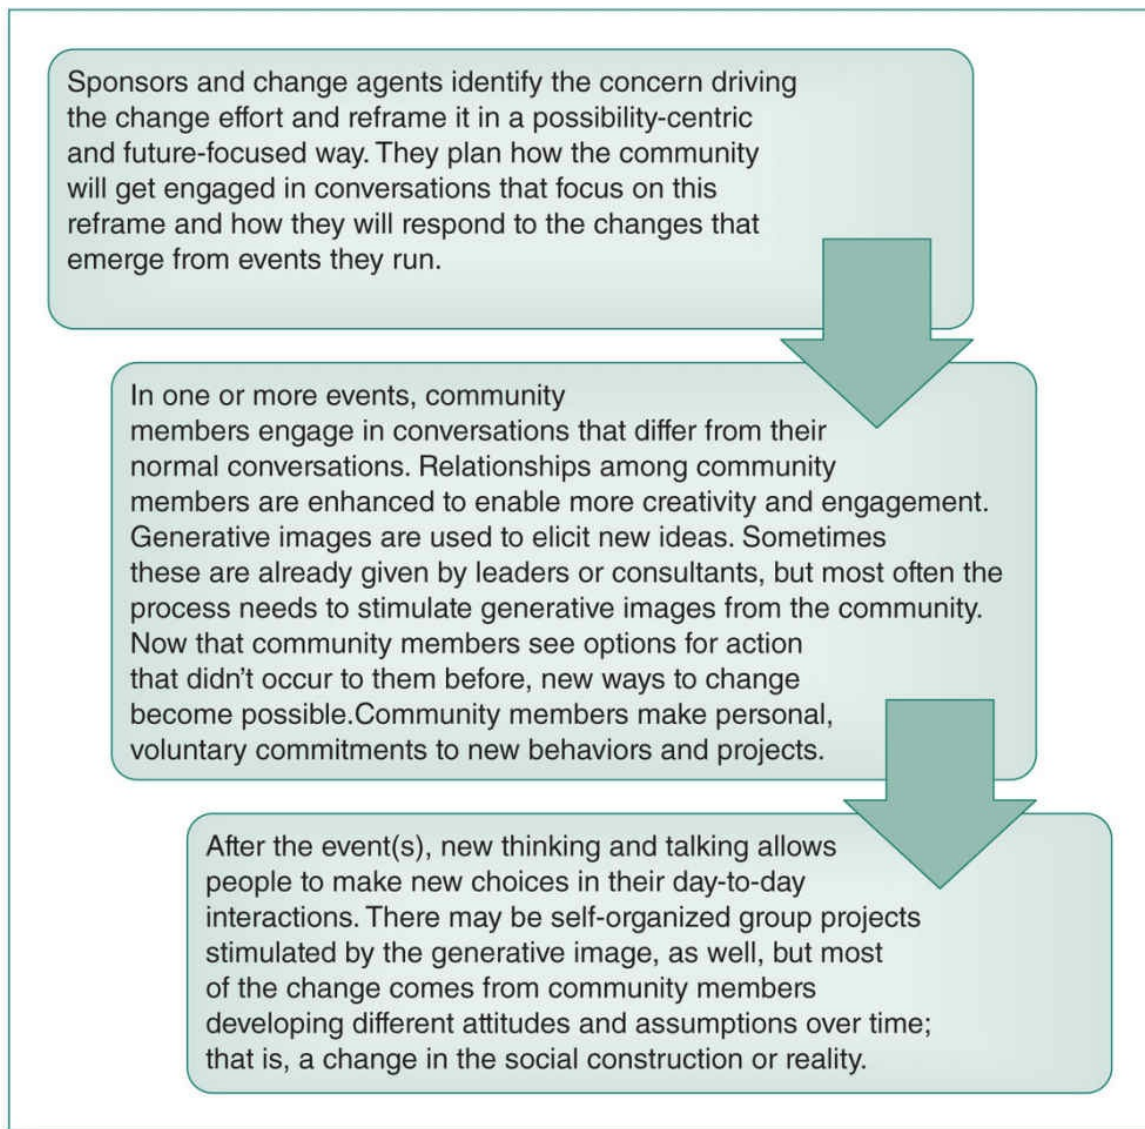 Sponsors and change agents identify the concern driving
the change effort and reframe it in a possibility-centric
and future-focused way. They plan how the community
will get engaged in conversations that focus on this
reframe and how they will respond to the changes that
emerge from events they run.
In one or more events, community
members engage in conversations that differ from their
normal conversations. Relationships among community
members are enhanced to enable more creativity and engagement.
Generative images are used to elicit new ideas. Sometimes
these are already given by leaders or consultants, but most often the
process needs to stimulate generative images from the community.
Now that community members see options for action
that didn’t occur to them before, new ways to change
become possible.Community members make personal,
voluntary commitments to new behaviors and projects.
After the event(s), new thinking and talking allows
people to make new choices in their day-to-day
interactions. There may be self-organized group projects
stimulated by the generative image, as well, but most
of the change comes from community members
developing different attitudes and assumptions over time;
that is, a change in the social construction or reality.